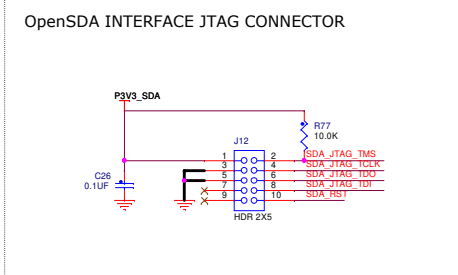 OpenSDA INTERFACE JTAG CONNECTOR
P3V3_SDA
R77
10.0K
J12
1 2 SDA_JTAG_TMS
3 4 SDA_JTAG_TCLK
5 6 SDA_JTAG_TDO
7 8 SDA_JTAG_TDI
9 10 SDA_RST
C26
0.1UF
HDR 2X5